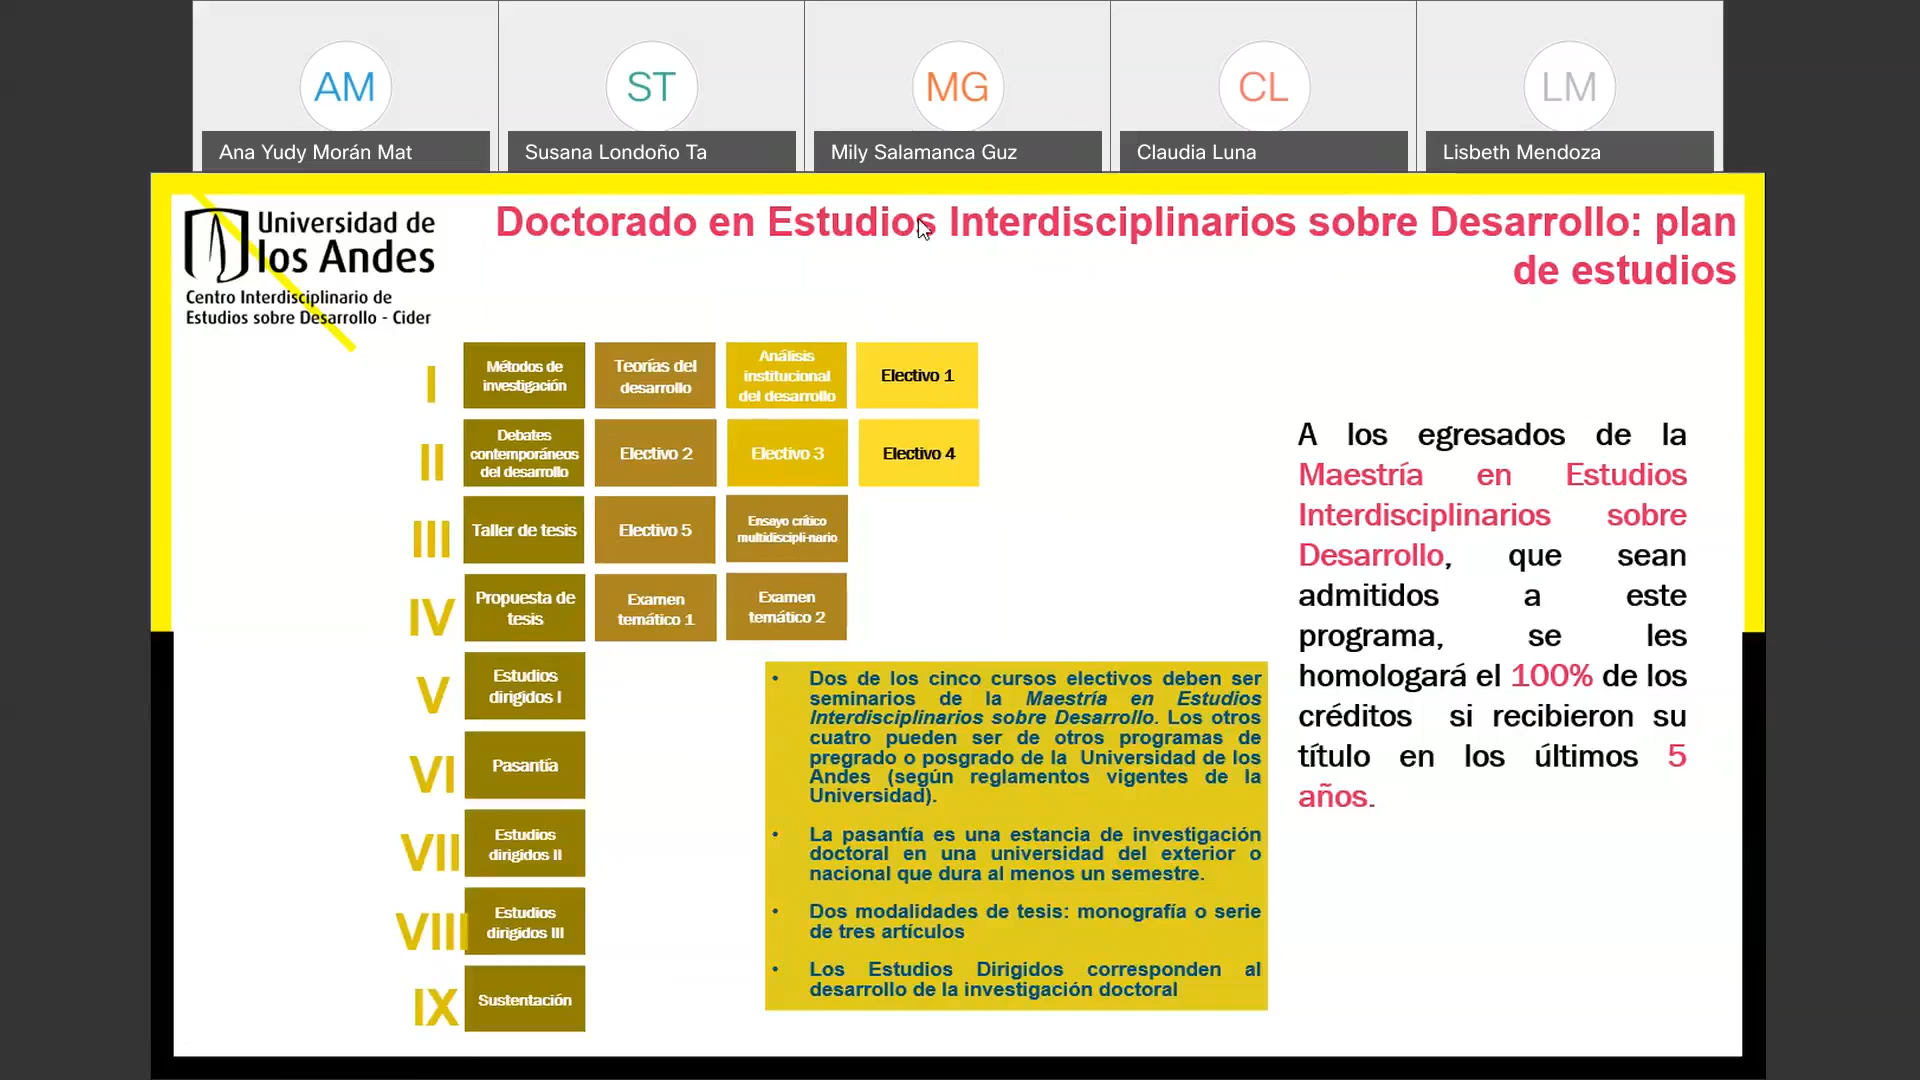 AM
ST
MG
CL
LM
Ana Yudy Morán Mat
Susana Londoño Ta
Mily Salamanca Guz
Claudia Luna
Lisbeth Mendoza
Universidad de
los Andes
Centro Interdisciplinario de
Estudios sobre Desarrollo - Cider
Doctorado en Estudios Interdisciplinarios sobre Desarrollo: plan
de estudios
I
Métodos de
investigación
Teorías del
desarrollo
Análisis
institucional
del desarrollo
Electivo 1
II
Debates
contemporáneos
del desarrollo
Electivo 2
Electivo 3
Electivo 4
III
Taller de tesis
Electivo 5
Ensayo crítico
multidiscipli-nario
IV
Propuesta de
tesis
Examen
temático 1
Examen
temático 2
V
Estudios
dirigidos I
VI
Pasantía
VII
Estudios
dirigidos II
VIII
Estudios
dirigidos III
IX
Sustentación
• Dos de los cinco cursos electivos deben ser
seminarios de la Maestría en Estudios
Interdisciplinarios sobre Desarrollo. Los otros
cuatro pueden ser de otros programas de
pregrado o posgrado de la Universidad de los
Andes (según reglamentos vigentes de la
Universidad).
• La pasantía es una estancia de investigación
doctoral en una universidad del exterior o
nacional que dura al menos un semestre.
• Dos modalidades de tesis: monografía o serie
de tres artículos
• Los Estudios Dirigidos corresponden al
desarrollo de la investigación doctoral
A los egresados de la
Maestría en Estudios
Interdisciplinarios sobre
Desarrollo, que sean
admitidos a este
programa, se les
homologará el 100% de los
créditos si recibieron su
título en los últimos 5
años.